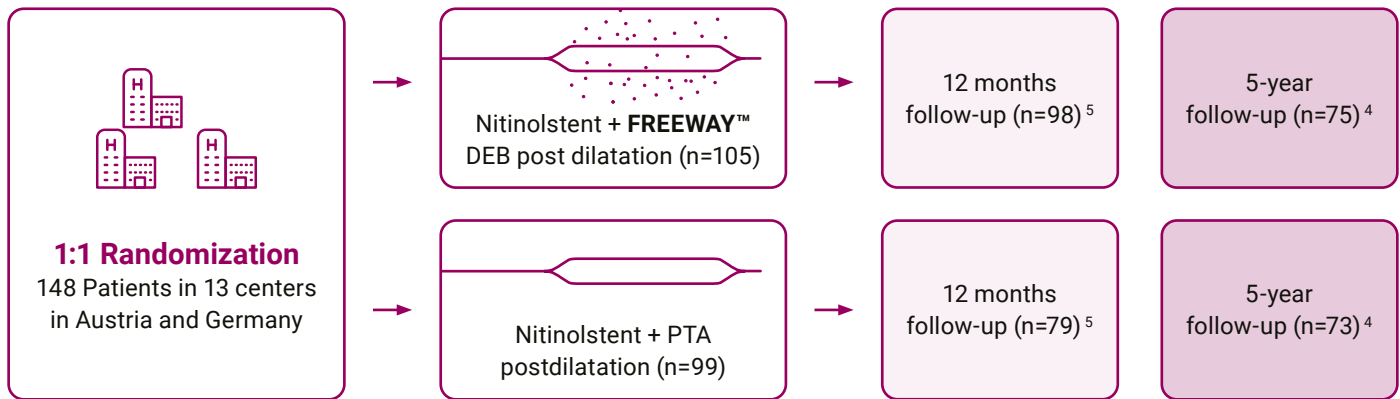 H
H
H
1:1 Randomization
148 Patients in 13 centers
in Austria and Germany
Nitinolstent + FREEWAY™
DEB post dilatation (n=105)
12 months
follow-up (n=98) ⁵
5-year
follow-up (n=75) ⁴
Nitinolstent + PTA
postdilatation (n=99)
12 months
follow-up (n=79) ⁵
5-year
follow-up (n=73) ⁴